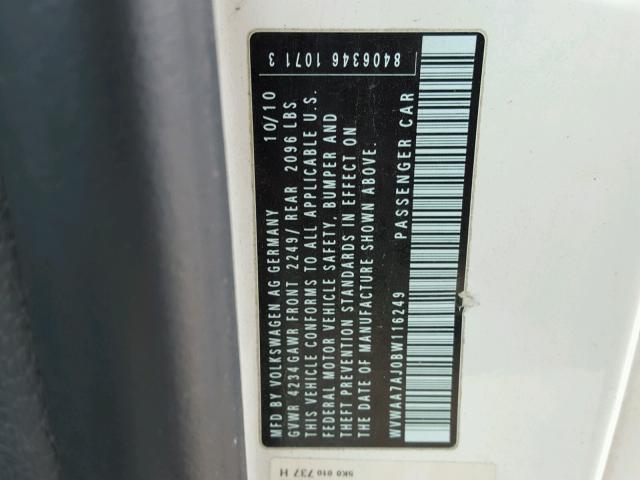 MFD BY VOLKSWAGEN AG GERMANY 10/10
GVWR 4234 GAWR FRONT 2249/ REAR 2096 LBS
THIS VEHICLE CONFORMS TO ALL APPLICABLE U.S.
FEDERAL MOTOR VEHICLE SAFETY, BUMPER AND
THEFT PREVENTION STANDARDS IN EFFECT ON
THE DATE OF MANUFACTURE SHOWN ABOVE.
WVWAA7AJ0BW116249 PASSENGER CAR
8406346 1071 3
5K0 010 737 H